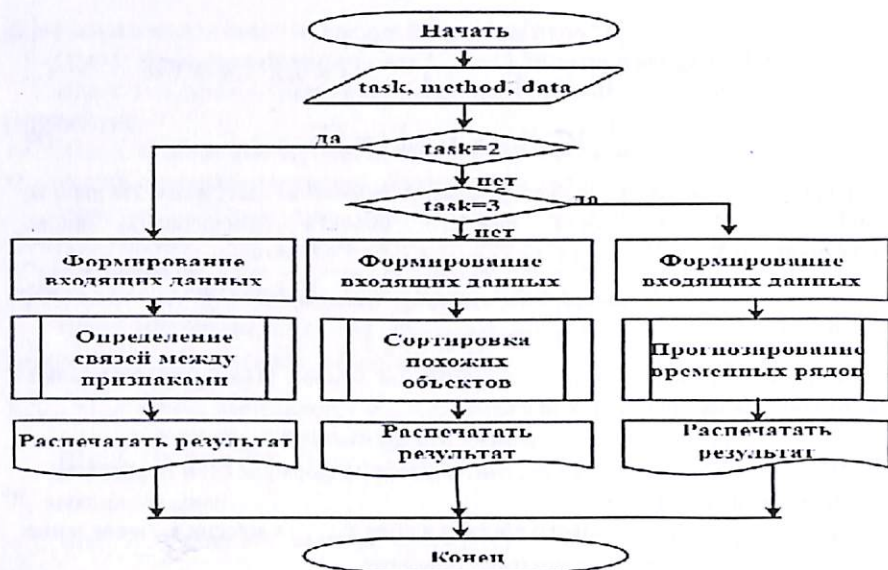 Начать
task, method, data
да
task=2
нет
task=3
да
нет
Формирование
входящих данных
Формирование
входящих данных
Формирование
входящих данных
Определение
связей между
признаками
Сортировка
похожих
объектов
Прогнозирование
временных рядов
Распечатать результат
Распечатать
результат
Распечатать
результат
Конец